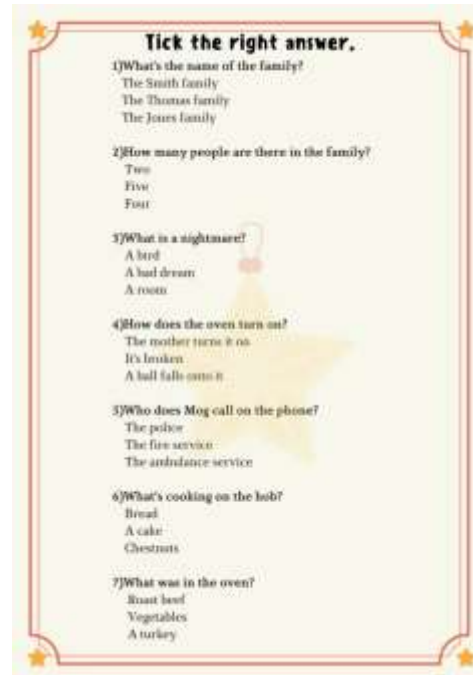 Tick the right answer.
1)What's the name of the family?
The Smith family
The Thomas family
The Jones family
2)How many people are there in the family?
Two
Five
Four
3)What is a nightmare?
A bird
A bad dream
A room
4)How does the oven turn on?
The mother turns it on
It's broken
A ball falls onto it
5)Who does Mog call on the phone?
The police
The fire service
The ambulance service
6)What's cooking on the hob?
Bread
A cake
Chestnuts
7)What was in the oven?
Roast beef
Vegetables
A turkey